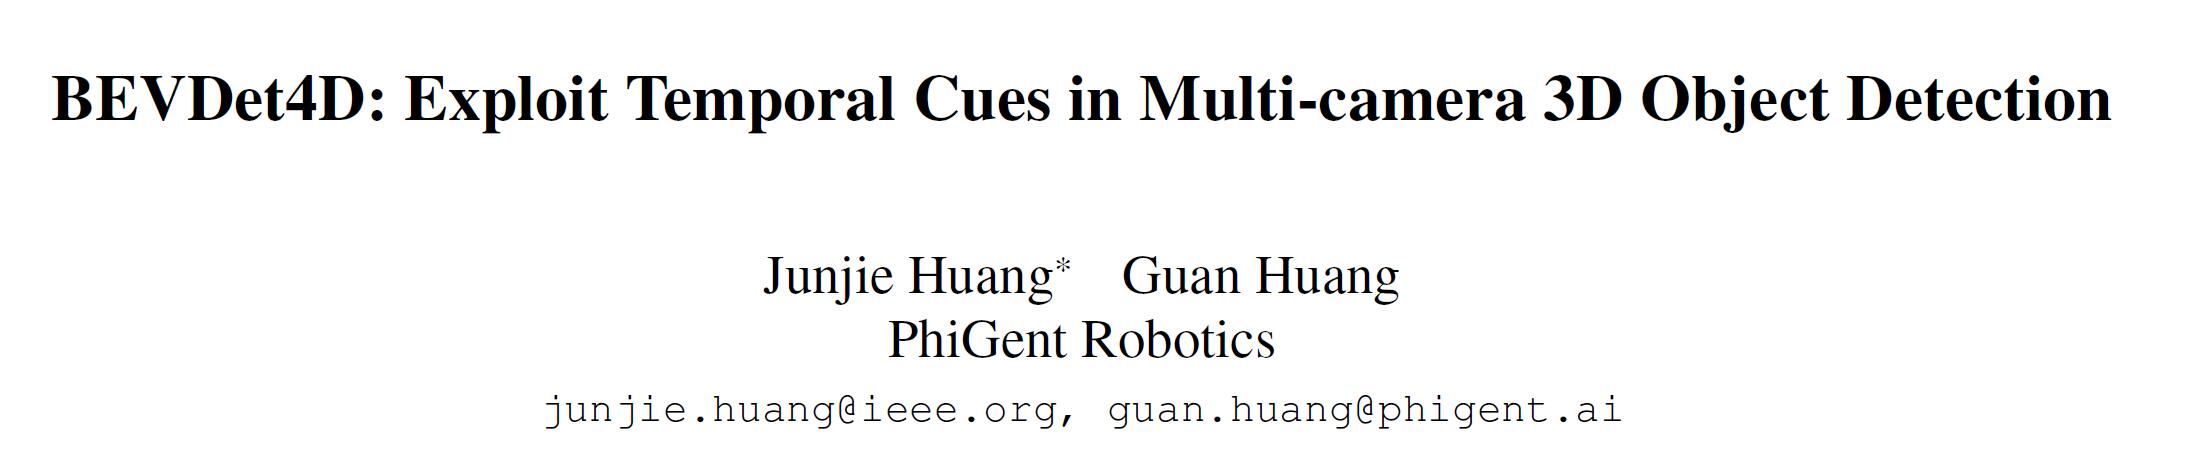 BEVDet4D: Exploit Temporal Cues in Multi-camera 3D Object Detection
Junjie Huang* Guan Huang
PhiGent Robotics
junjie.huang@ieee.org, guan.huang@phigent.ai